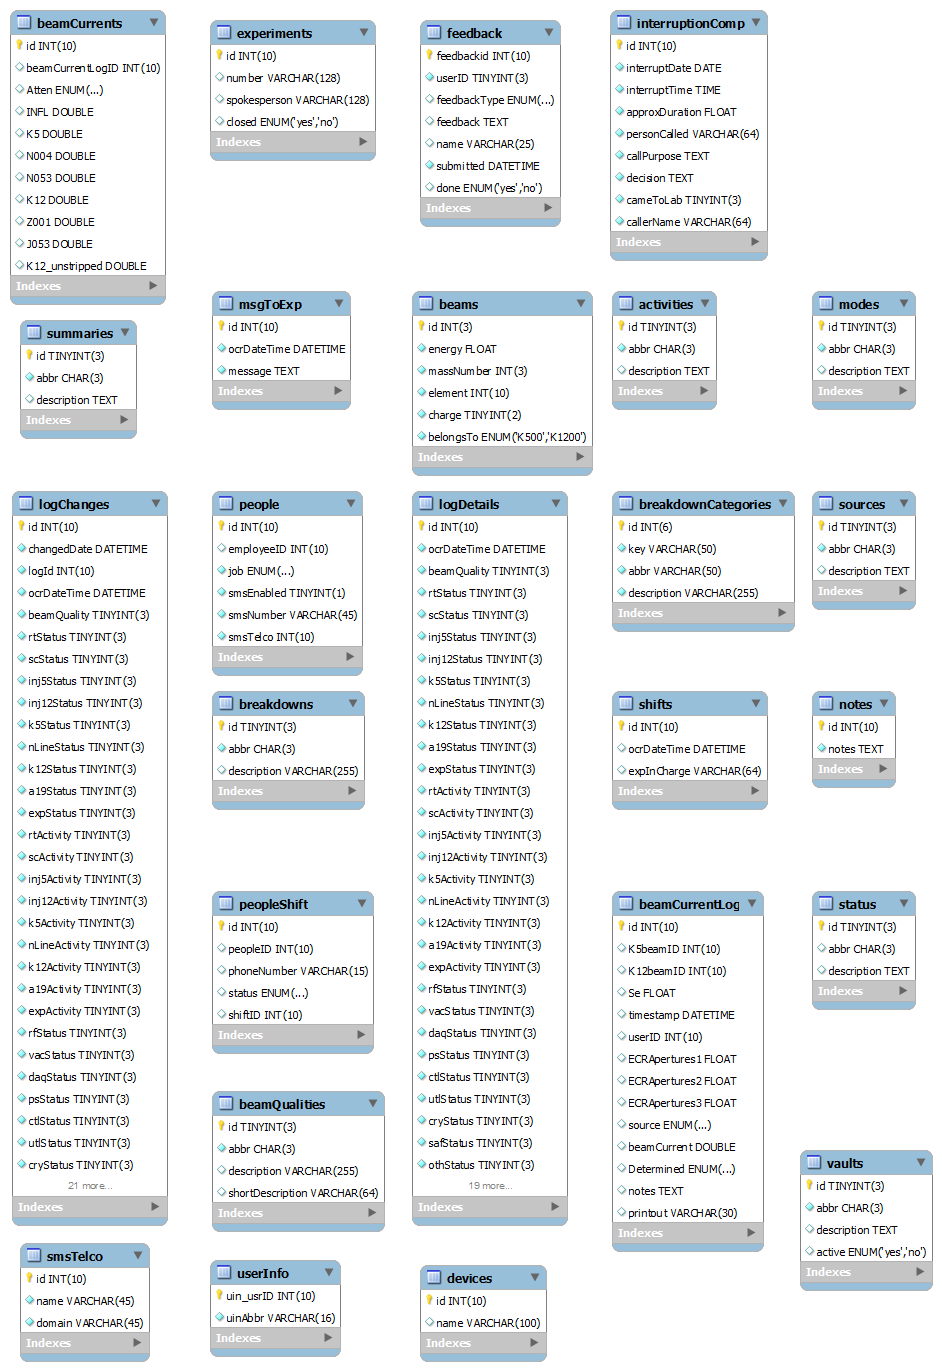 beamCurrents
id INT(10)
beamCurrentLogID INT(10)
Atten ENUM(...)
INFL DOUBLE
K5 DOUBLE
N004 DOUBLE
N053 DOUBLE
K12 DOUBLE
Z001 DOUBLE
J053 DOUBLE
K12_unstripped DOUBLE
Indexes
experiments
id INT(10)
number VARCHAR(128)
spokesperson VARCHAR(128)
closed ENUM('yes','no')
Indexes
feedback
feedbackid INT(10)
userID TINYINT(3)
feedbackType ENUM(...)
feedback TEXT
name VARCHAR(25)
submitted DATETIME
done ENUM('yes','no')
Indexes
interruptionComp
id INT(10)
interruptDate DATE
interruptTime TIME
approxDuration FLOAT
personCalled VARCHAR(64)
callPurpose TEXT
decision TEXT
cameToLab TINYINT(3)
callerName VARCHAR(64)
Indexes
summaries
id TINYINT(3)
abbr CHAR(3)
description TEXT
Indexes
msgToExp
id INT(10)
ocrDateTime DATETIME
message TEXT
Indexes
beams
id INT(3)
energy FLOAT
massNumber INT(3)
element INT(10)
charge TINYINT(2)
belongsTo ENUM('K500','K1200')
Indexes
activities
id TINYINT(3)
abbr CHAR(3)
description TEXT
Indexes
modes
id TINYINT(3)
abbr CHAR(3)
description TEXT
Indexes
logChanges
id INT(10)
changedDate DATETIME
logId INT(10)
ocrDateTime DATETIME
beamQuality TINYINT(3)
rtStatus TINYINT(3)
scStatus TINYINT(3)
inj5Status TINYINT(3)
inj12Status TINYINT(3)
k5Status TINYINT(3)
nLineStatus TINYINT(3)
k12Status TINYINT(3)
a19Status TINYINT(3)
expStatus TINYINT(3)
rtActivity TINYINT(3)
scActivity TINYINT(3)
inj5Activity TINYINT(3)
inj12Activity TINYINT(3)
k5Activity TINYINT(3)
nLineActivity TINYINT(3)
k12Activity TINYINT(3)
a19Activity TINYINT(3)
expActivity TINYINT(3)
rfStatus TINYINT(3)
vacStatus TINYINT(3)
daqStatus TINYINT(3)
psStatus TINYINT(3)
ctlStatus TINYINT(3)
utlStatus TINYINT(3)
cryStatus TINYINT(3)
21 more...
Indexes
people
id INT(10)
employeeID INT(10)
job ENUM(...)
smsEnabled TINYINT(1)
smsNumber VARCHAR(45)
smsTelco INT(10)
Indexes
breakdowns
id TINYINT(3)
abbr CHAR(3)
description VARCHAR(255)
Indexes
peopleShift
id INT(10)
peopleID INT(10)
phoneNumber VARCHAR(15)
status ENUM(...)
shiftID INT(10)
Indexes
beamQualities
id TINYINT(3)
abbr CHAR(3)
description VARCHAR(255)
shortDescription VARCHAR(64)
Indexes
logDetails
id INT(10)
ocrDateTime DATETIME
beamQuality TINYINT(3)
rtStatus TINYINT(3)
scStatus TINYINT(3)
inj5Status TINYINT(3)
inj12Status TINYINT(3)
k5Status TINYINT(3)
nLineStatus TINYINT(3)
k12Status TINYINT(3)
a19Status TINYINT(3)
expStatus TINYINT(3)
rtActivity TINYINT(3)
scActivity TINYINT(3)
inj5Activity TINYINT(3)
inj12Activity TINYINT(3)
k5Activity TINYINT(3)
nLineActivity TINYINT(3)
k12Activity TINYINT(3)
a19Activity TINYINT(3)
expActivity TINYINT(3)
rfStatus TINYINT(3)
vacStatus TINYINT(3)
daqStatus TINYINT(3)
psStatus TINYINT(3)
ctlStatus TINYINT(3)
utlStatus TINYINT(3)
cryStatus TINYINT(3)
safStatus TINYINT(3)
othStatus TINYINT(3)
19 more...
Indexes
breakdownCategories
id INT(6)
key VARCHAR(50)
abbr VARCHAR(50)
description VARCHAR(255)
Indexes
sources
id TINYINT(3)
abbr CHAR(3)
description TEXT
Indexes
shifts
id INT(10)
ocrDateTime DATETIME
expInCharge VARCHAR(64)
Indexes
notes
id INT(10)
notes TEXT
Indexes
beamCurrentLog
id INT(10)
K5beamID INT(10)
K12beamID INT(10)
Se FLOAT
timestamp DATETIME
userID INT(10)
ECRApertures1 FLOAT
ECRApertures2 FLOAT
ECRApertures3 FLOAT
source ENUM(...)
beamCurrent DOUBLE
Determined ENUM(...)
notes TEXT
printout VARCHAR(30)
Indexes
status
id TINYINT(3)
abbr CHAR(3)
description TEXT
Indexes
vaults
id TINYINT(3)
abbr CHAR(3)
description TEXT
active ENUM('yes','no')
Indexes
smsTelco
id INT(10)
name VARCHAR(45)
domain VARCHAR(45)
Indexes
userInfo
uin_usrID INT(10)
uinAbbr VARCHAR(16)
Indexes
devices
id INT(10)
name VARCHAR(100)
Indexes